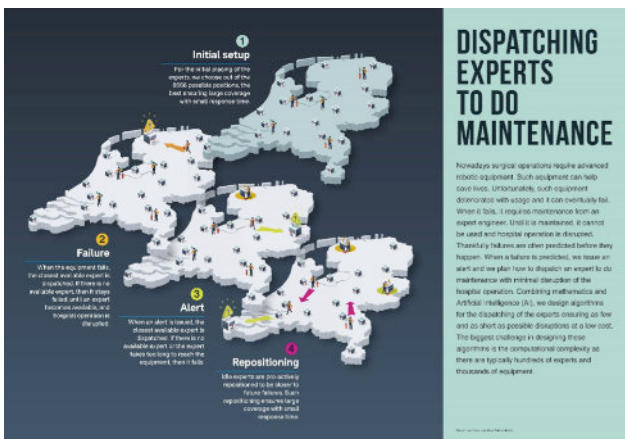 1
Initial setup
For the initial placing of the
experts, we choose out of the
possible positions, the
best ensuring large coverage
with small response time.
2
Failure
When the equipment fails,
the closest available expert is
dispatched. If there is no
available expert, then it stays
failed until an expert
becomes available, and
hospital operation is
disrupted.
3
Alert
When an alert is issued, the
closest available expert is
dispatched. If there is no
available expert or the expert
takes too long to reach the
equipment, then it fails.
4
Repositioning
Idle experts are pro-actively
repositioned to be closer to
future failures. Such
repositioning ensures large
coverage with small
response time.
DISPATCHING
EXPERTS
TO DO
MAINTENANCE
Nowadays surgical operations require advanced
robotic equipment. Such equipment can help
save lives. Unfortunately, such equipment
deteriorates with usage and it can eventually fail.
When it fails, it requires maintenance from an
expert engineer. Until it is maintained, it cannot
be used and hospital operation is disrupted.
Thankfully failures are often predicted before they
happen. When a failure is predicted, we issue an
alert and we plan how to dispatch an expert to do
maintenance with minimal disruption of the
hospital operation. Combining mathematics and
Artificial Intelligence (AI), we design algorithms
for the dispatching of the experts ensuring as few
and as short as possible disruptions at a low cost.
The biggest challenge in designing these
algorithms is the computational complexity as
there are typically hundreds of experts and
thousands of equipment.